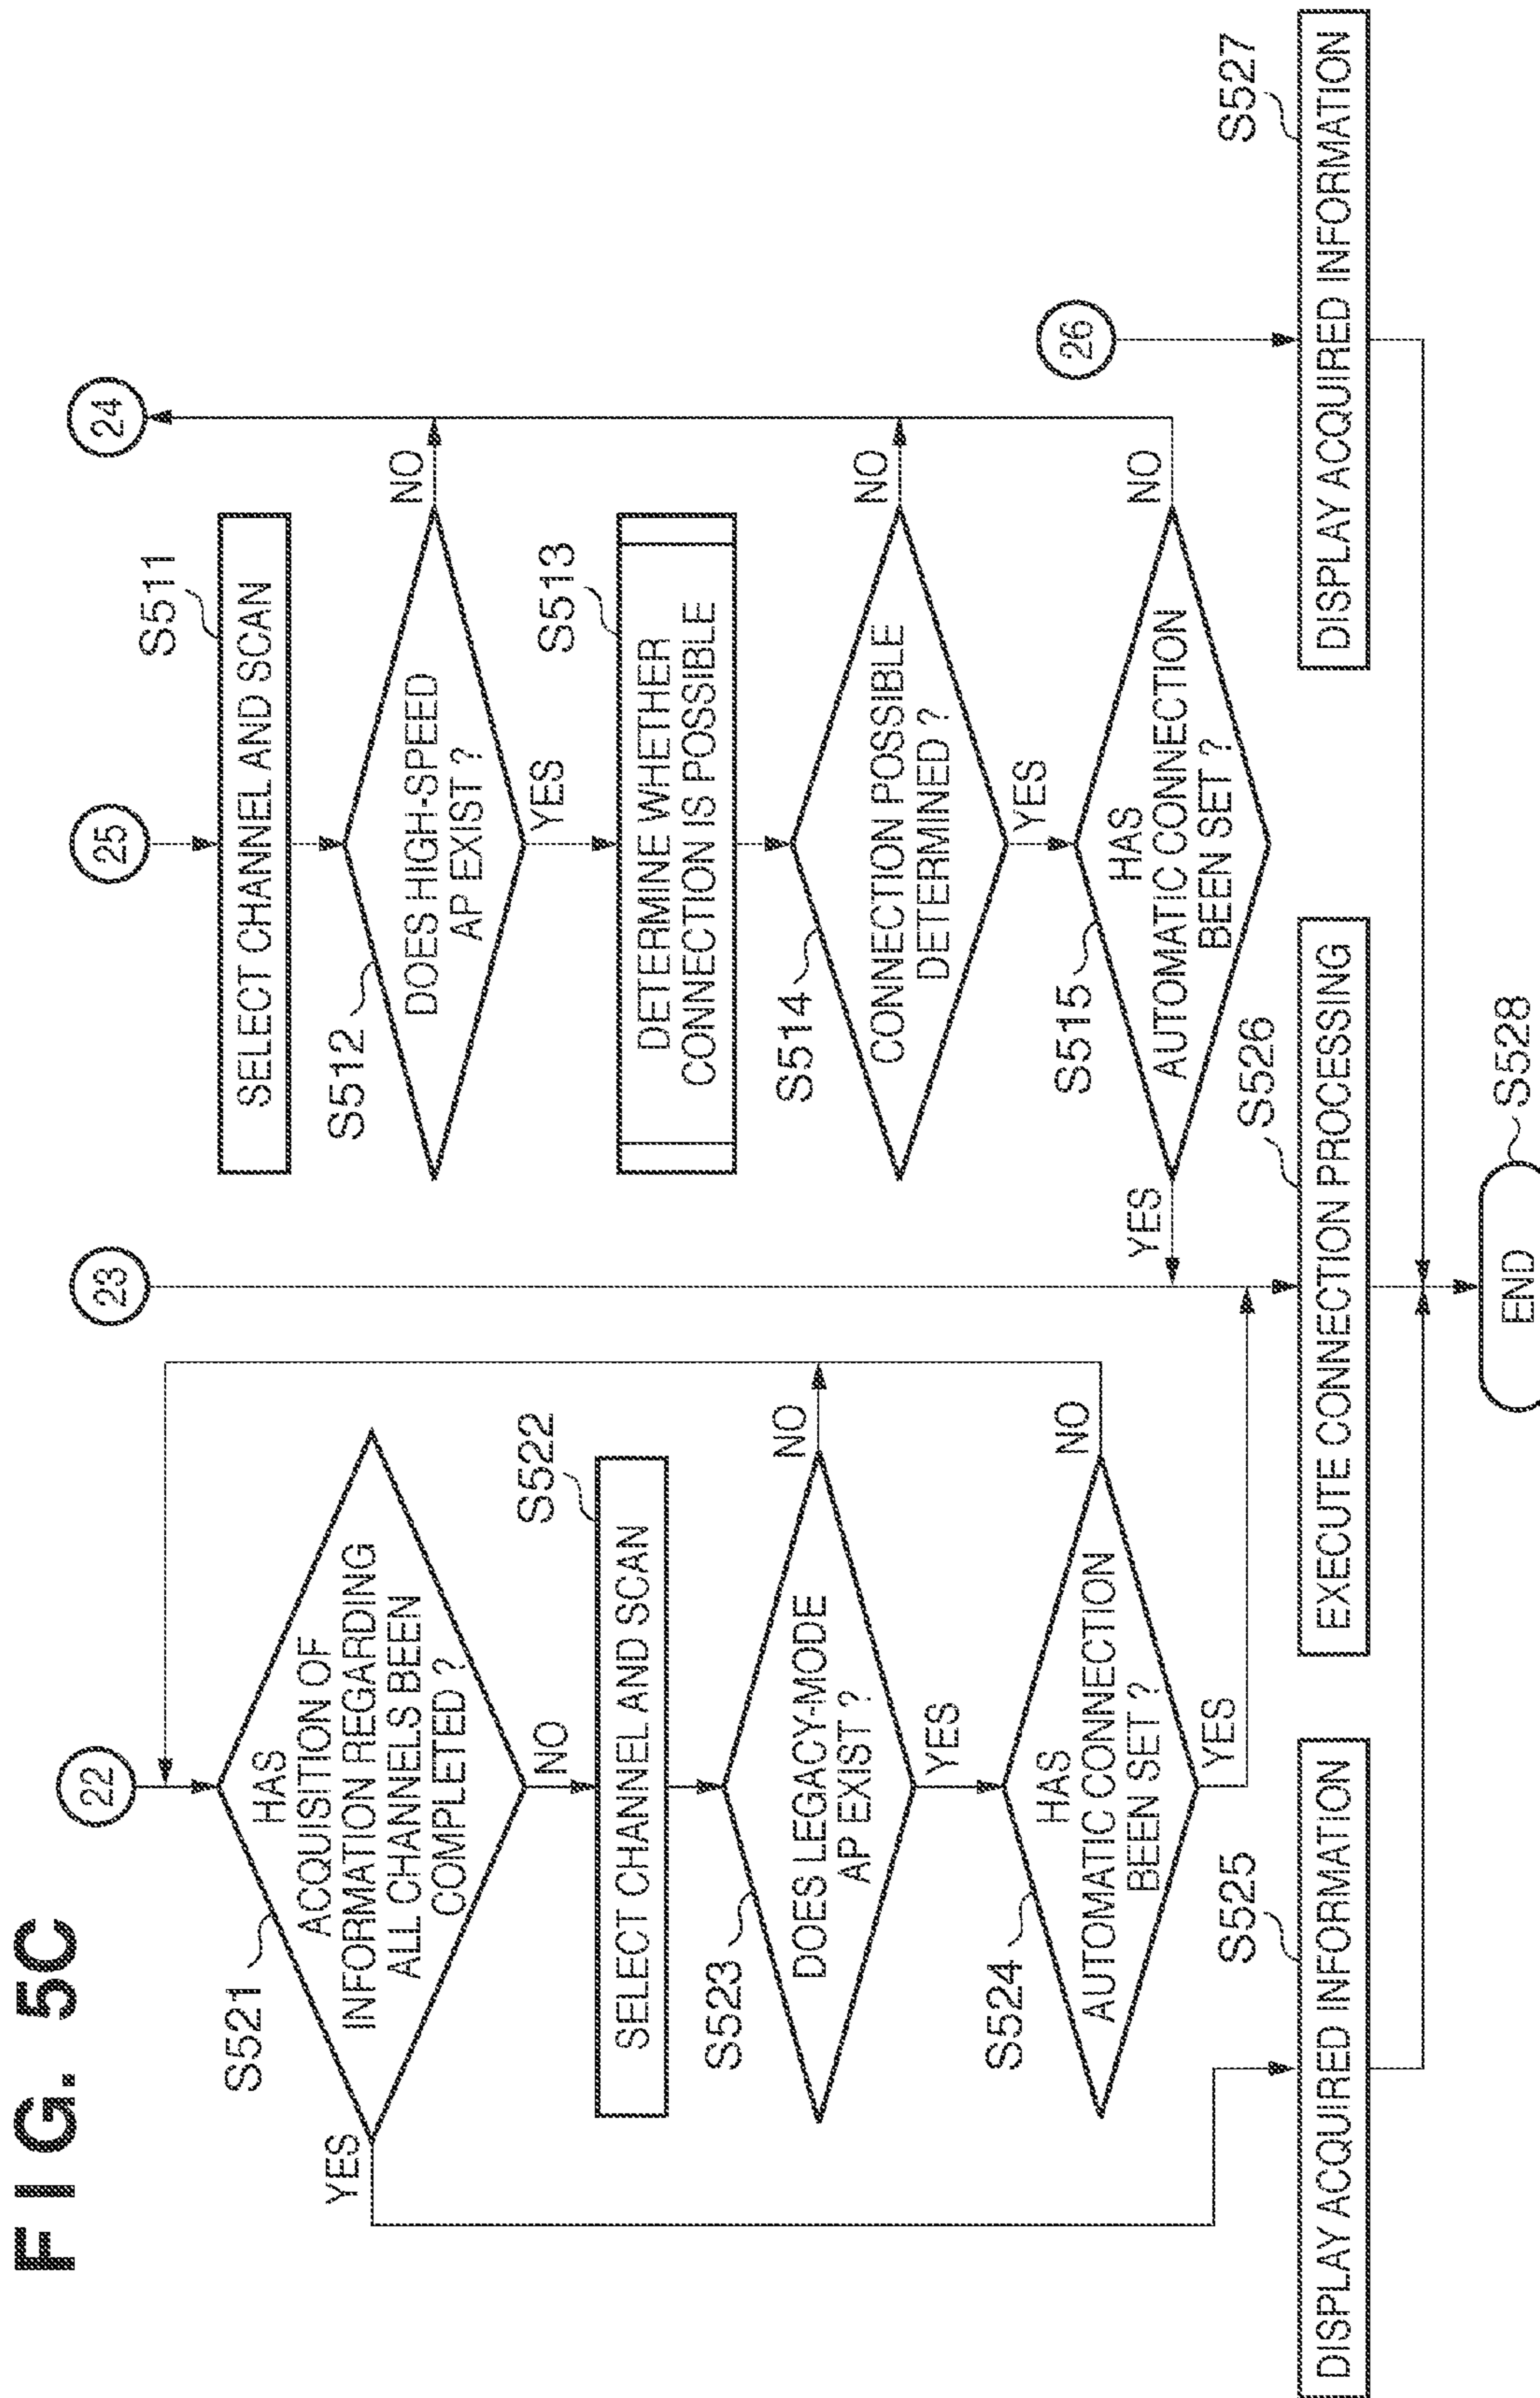 FIG. 5C
22
S521
HAS
ACQUISITION OF
INFORMATION REGARDING
ALL CHANNELS BEEN
COMPLETED ?
YES
NO
S522
SELECT CHANNEL AND SCAN
S523
DOES LEGACY-MODE
AP EXIST ?
NO
YES
S524
HAS
AUTOMATIC CONNECTION
BEEN SET ?
NO
YES
S525
DISPLAY ACQUIRED INFORMATION
23
25
S511
SELECT CHANNEL AND SCAN
S512
DOES HIGH-SPEED
AP EXIST ?
NO
YES
24
S513
DETERMINE WHETHER
CONNECTION IS POSSIBLE
S514
CONNECTION POSSIBLE
DETERMINED ?
NO
YES
S515
HAS
AUTOMATIC CONNECTION
BEEN SET ?
YES
NO
S526
EXECUTE CONNECTION PROCESSING
26
S527
DISPLAY ACQUIRED INFORMATION
END
S528